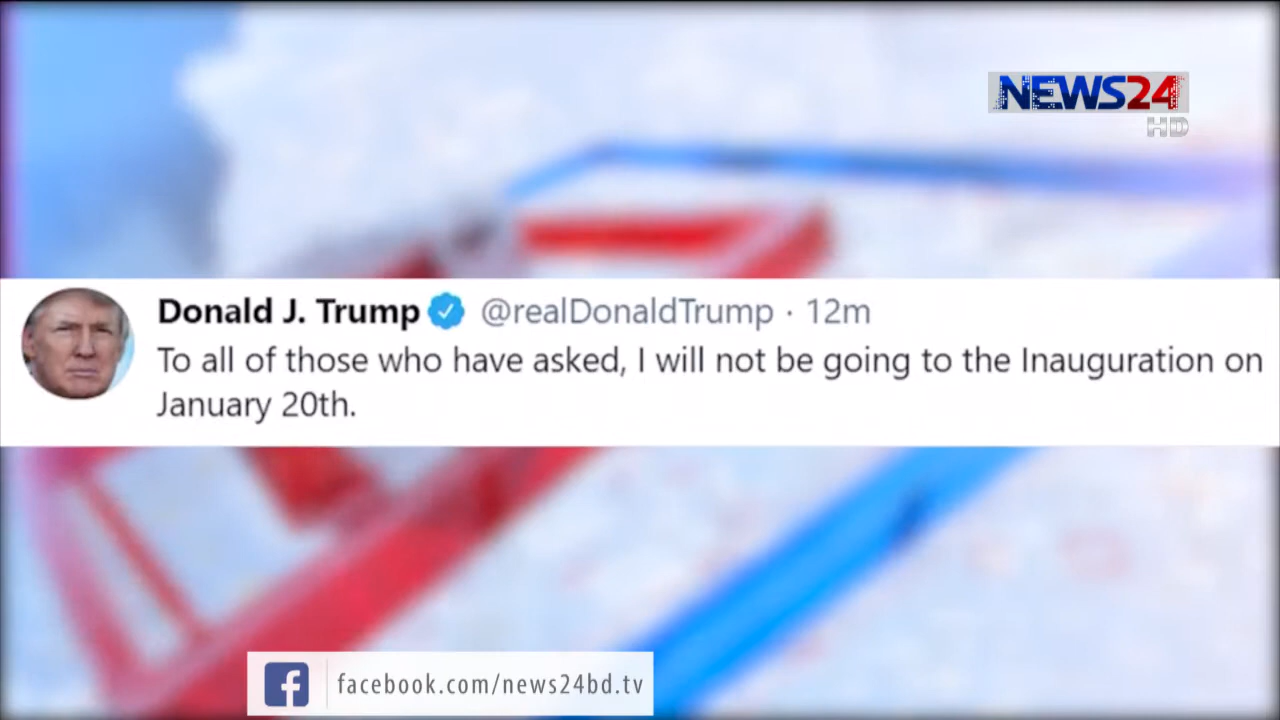 NEWS24
HD
Donald J. Trump @realDonaldTrump · 12m
To all of those who have asked, I will not be going to the Inauguration on
January 20th.
facebook.com/news24bd.tv